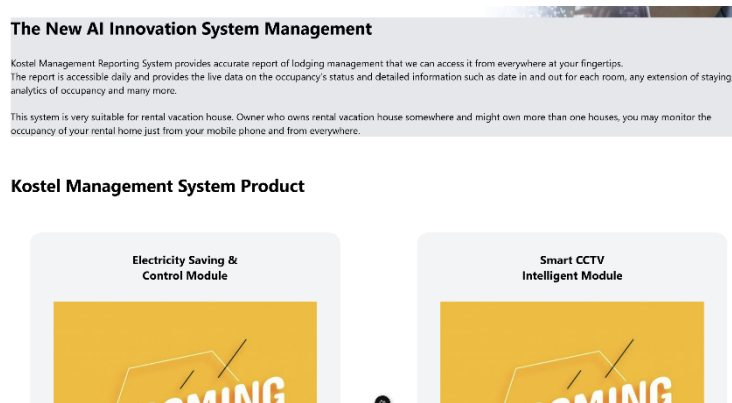 The New AI Innovation System Management
Kostel Management Reporting System provides accurate report of lodging management that we can access it from everywhere at your fingertips.
The report is accessible daily and provides the live data on the occupancy's status and detailed information such as date in and out for each room, any extension of staying
analytics of occupancy and many more.
This system is very suitable for rental vacation house. Owner who owns rental vacation house somewhere and might own more than one houses, you may monitor the
occupancy of your rental home just from your mobile phone and from everywhere.
Kostel Management System Product
Electricity Saving &
Control Module
Smart CCTV
Intelligent Module